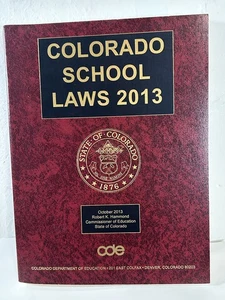 COLORADO
SCHOOL
LAWS 2013
STATE OF COLORADO
1876
October 2013
Robert K. Hammond
Commissioner of Education
State of Colorado
cde
COLORADO DEPARTMENT OF EDUCATION • 201 EAST COLFAX • DENVER, COLORADO 80203